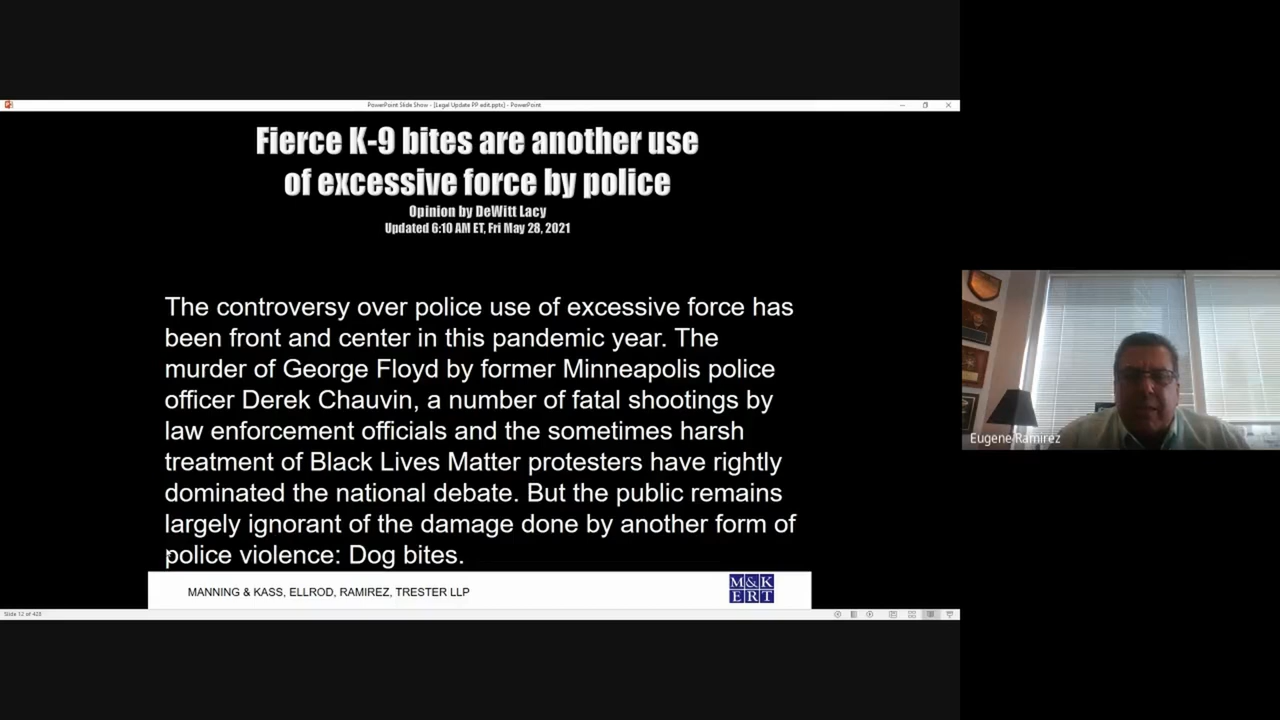 PowerPoint Slide Show - [Legal Update PP edit.pptx] - PowerPoint
Fierce K-9 bites are another use
of excessive force by police
Opinion by DeWitt Lacy
Updated 6:10 AM ET, Fri May 28, 2021
The controversy over police use of excessive force has
been front and center in this pandemic year. The
murder of George Floyd by former Minneapolis police
officer Derek Chauvin, a number of fatal shootings by
law enforcement officials and the sometimes harsh
treatment of Black Lives Matter protesters have rightly
dominated the national debate. But the public remains
largely ignorant of the damage done by another form of
police violence: Dog bites.
MANNING & KASS, ELLROD, RAMIREZ, TRESTER LLP
M&K
ERT
Slide 12 of 420
Eugene Ramirez